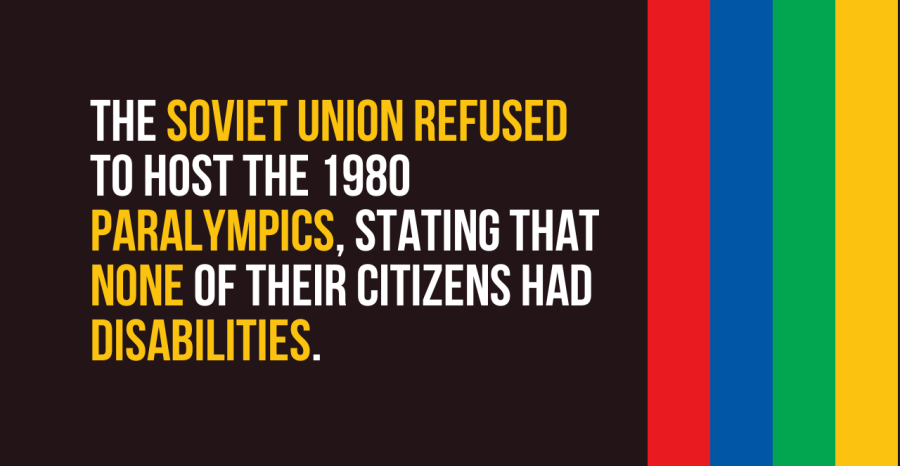 THE SOVIET UNION REFUSED
TO HOST THE 1980
PARALYMPICS, STATING THAT
NONE OF THEIR CITIZENS HAD
DISABILITIES.